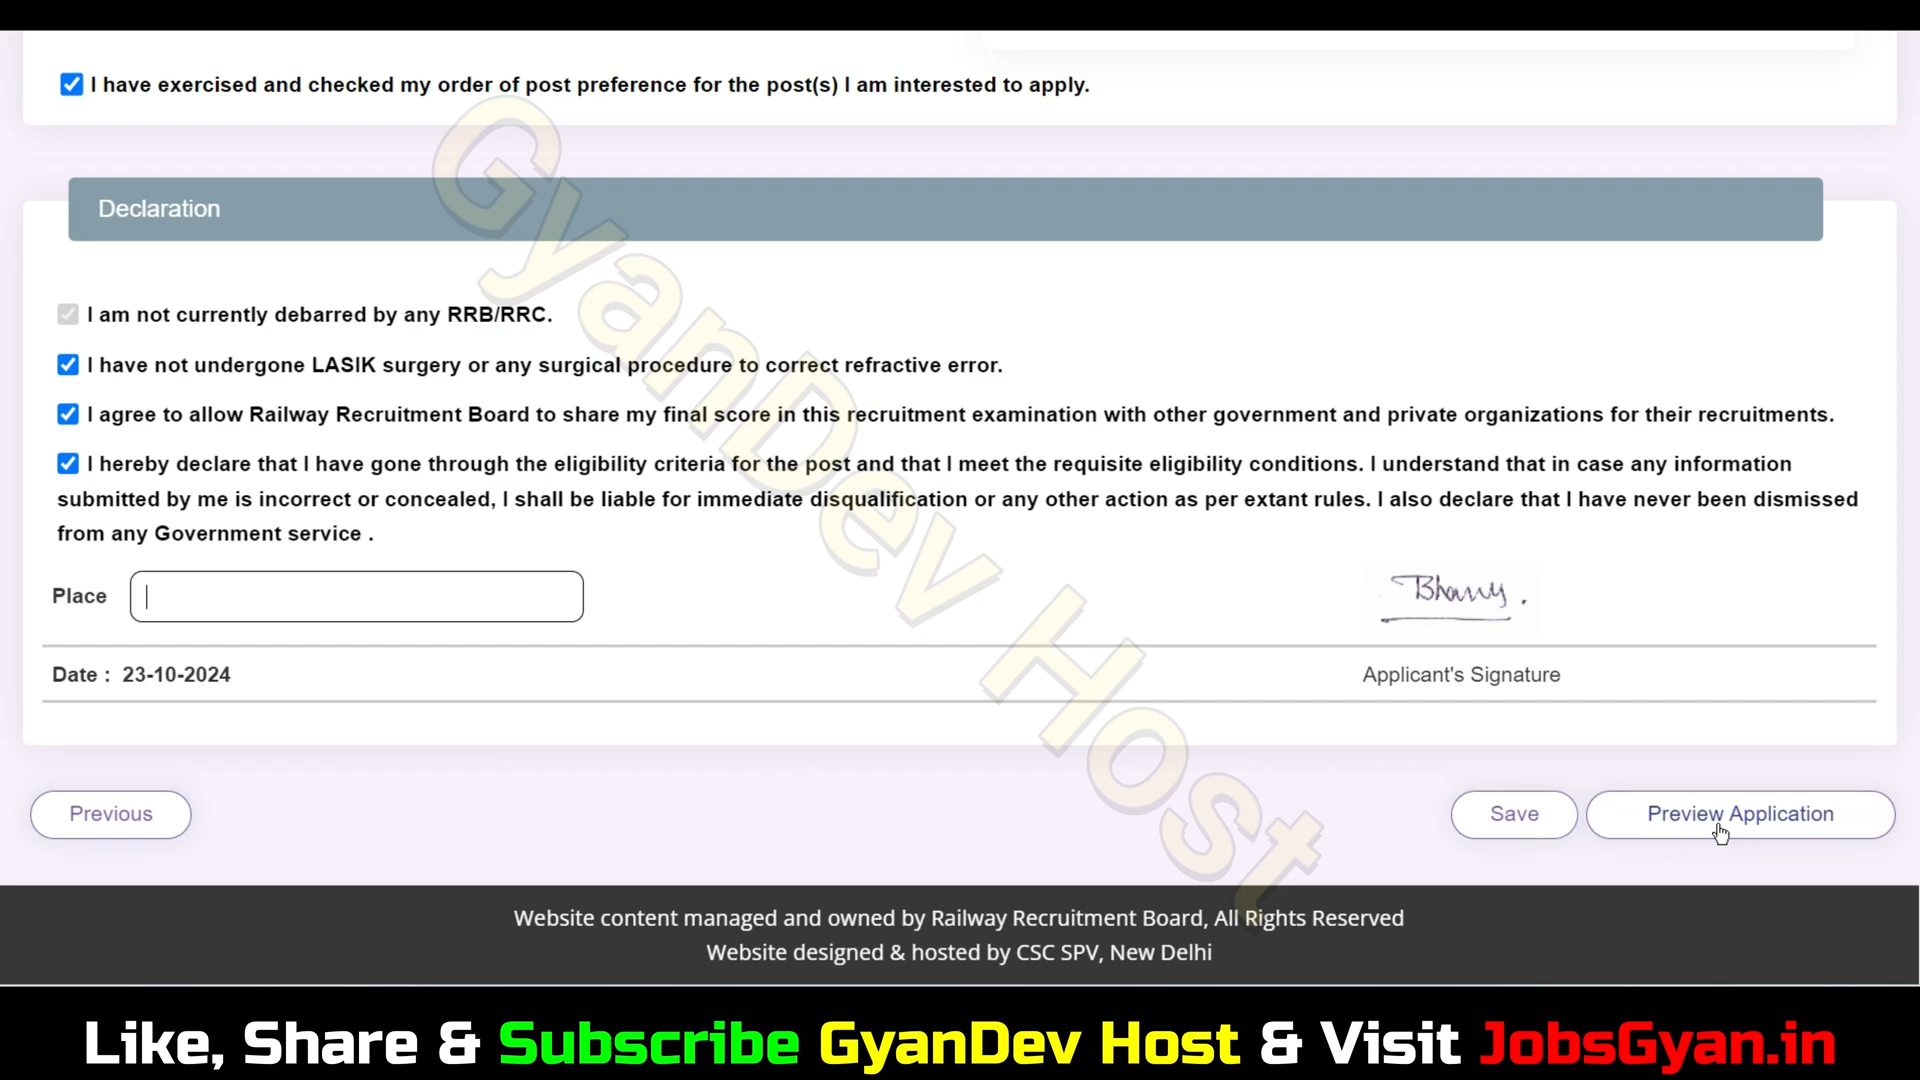 I have exercised and checked my order of post preference for the post(s) I am interested to apply.
Declaration
I am not currently debarred by any RRB/RRC.
I have not undergone LASIK surgery or any surgical procedure to correct refractive error.
I agree to allow Railway Recruitment Board to share my final score in this recruitment examination with other government and private organizations for their recruitments.
I hereby declare that I have gone through the eligibility criteria for the post and that I meet the requisite eligibility conditions. I understand that in case any information
submitted by me is incorrect or concealed, I shall be liable for immediate disqualification or any other action as per extant rules. I also declare that I have never been dismissed
from any Government service .
Place
Date : 23-10-2024
Applicant's Signature
Previous
Save
Preview Application
GyanDev Host
Website content managed and owned by Railway Recruitment Board, All Rights Reserved
Website designed & hosted by CSC SPV, New Delhi
Like, Share & Subscribe GyanDev Host & Visit JobsGyan.in